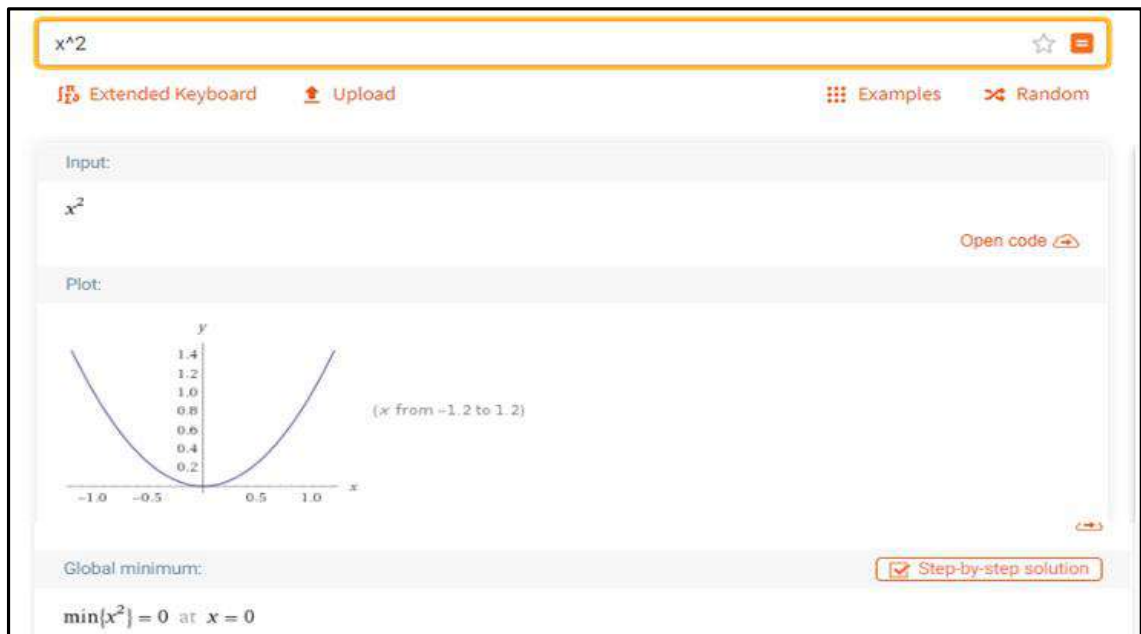 x^2
Extended Keyboard Upload Examples Random
Input:
x²
Open code
Plot:
y
1.4
1.2
1.0
0.8
0.6
0.4
0.2
-1.0 -0.5 0.5 1.0 x
(x from -1.2 to 1.2)
Global minimum: Step-by-step solution
min{x²} = 0 at x = 0